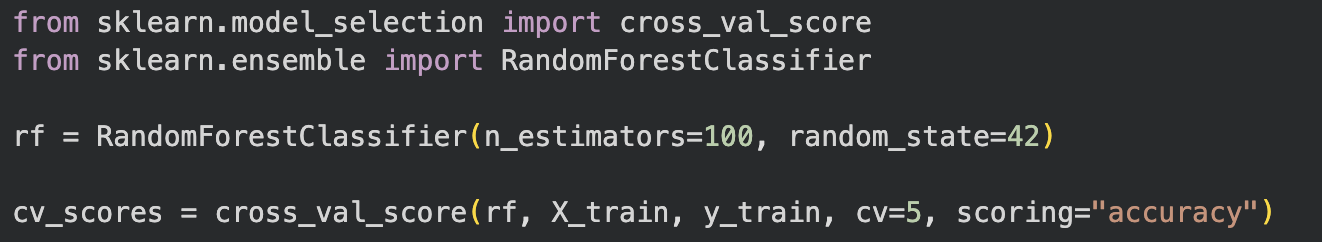 from sklearn.model_selection import cross_val_score
from sklearn.ensemble import RandomForestClassifier
rf = RandomForestClassifier(n_estimators=100, random_state=42)
cv_scores = cross_val_score(rf, X_train, y_train, cv=5, scoring="accuracy")